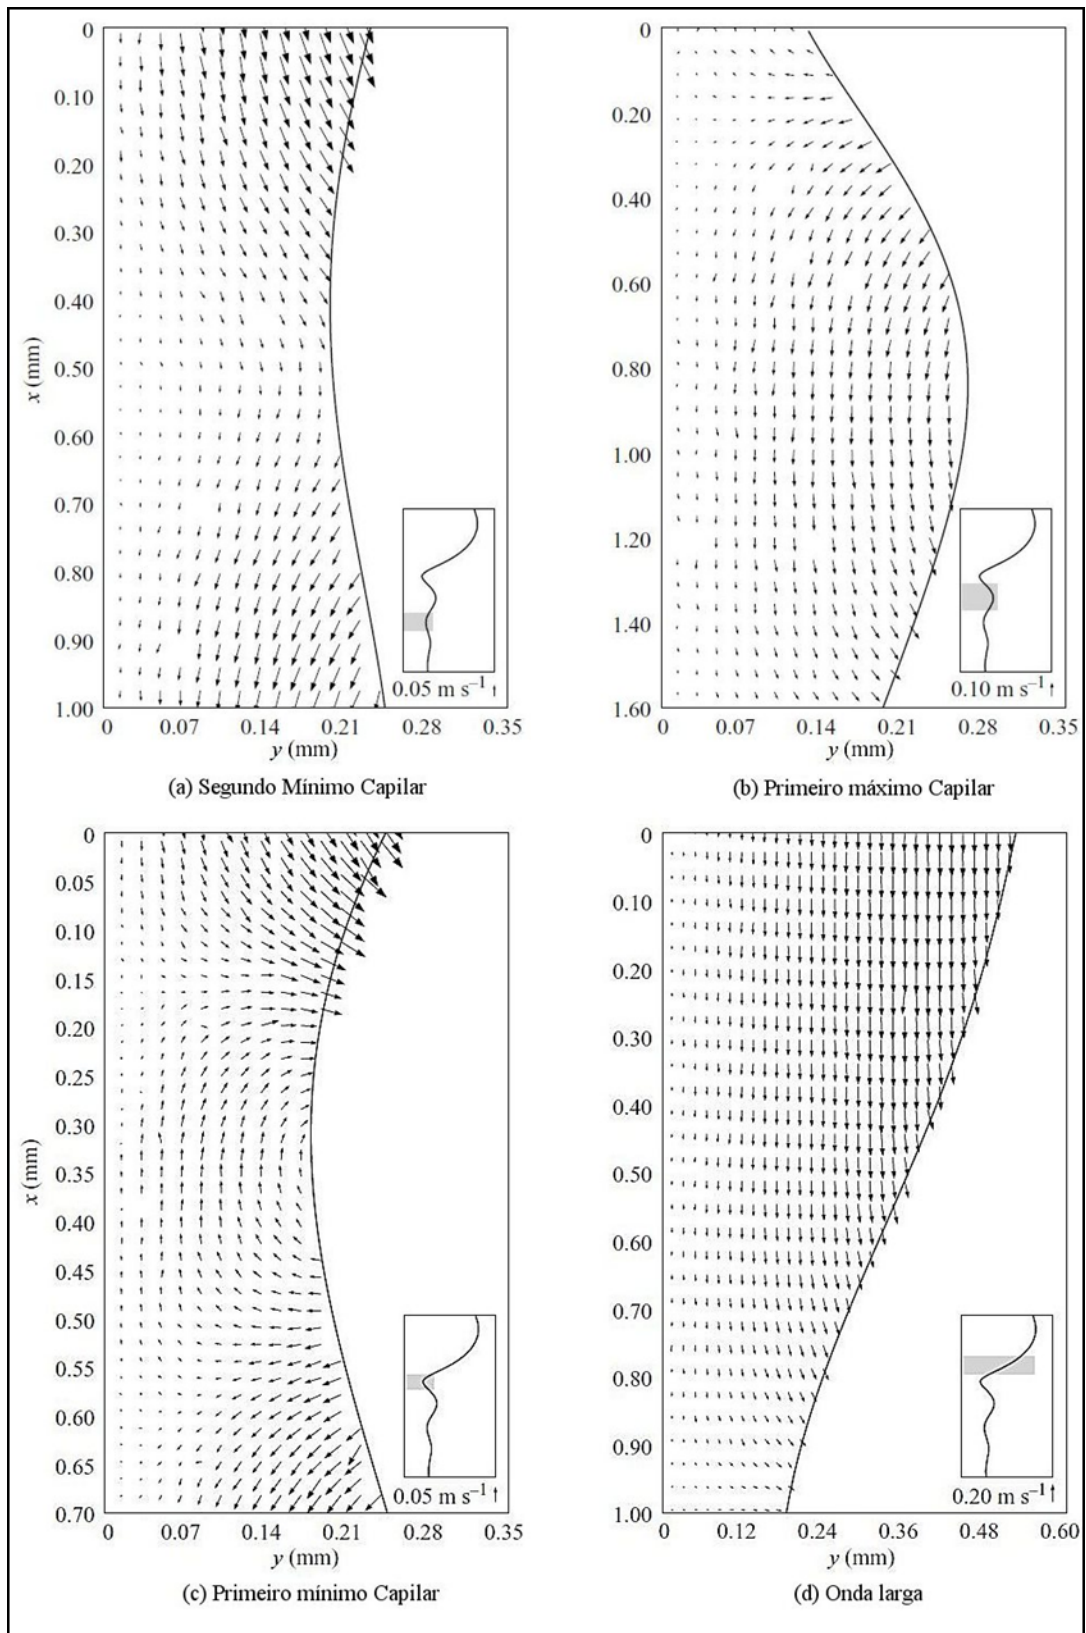 0
0.10
0.20
0.30
0.40
0.50
0.60
0.70
0.80
0.90
1.00
x (mm)
0.05 m s⁻¹↑
0 0.07 0.14 0.21 0.28 0.35
y (mm)
(a) Segundo Mínimo Capilar
0
0.20
0.40
0.60
0.80
1.00
1.20
1.40
1.60
0.10 m s⁻¹↑
0 0.07 0.14 0.21 0.28 0.35
y (mm)
(b) Primeiro máximo Capilar
0
0.05
0.10
0.15
0.20
0.25
0.30
0.35
0.40
0.45
0.50
0.55
0.60
0.65
0.70
x (mm)
0.05 m s⁻¹↑
0 0.07 0.14 0.21 0.28 0.35
y (mm)
(c) Primeiro mínimo Capilar
0
0.10
0.20
0.30
0.40
0.50
0.60
0.70
0.80
0.90
1.00
0.20 m s⁻¹↑
0 0.12 0.24 0.36 0.48 0.60
y (mm)
(d) Onda larga